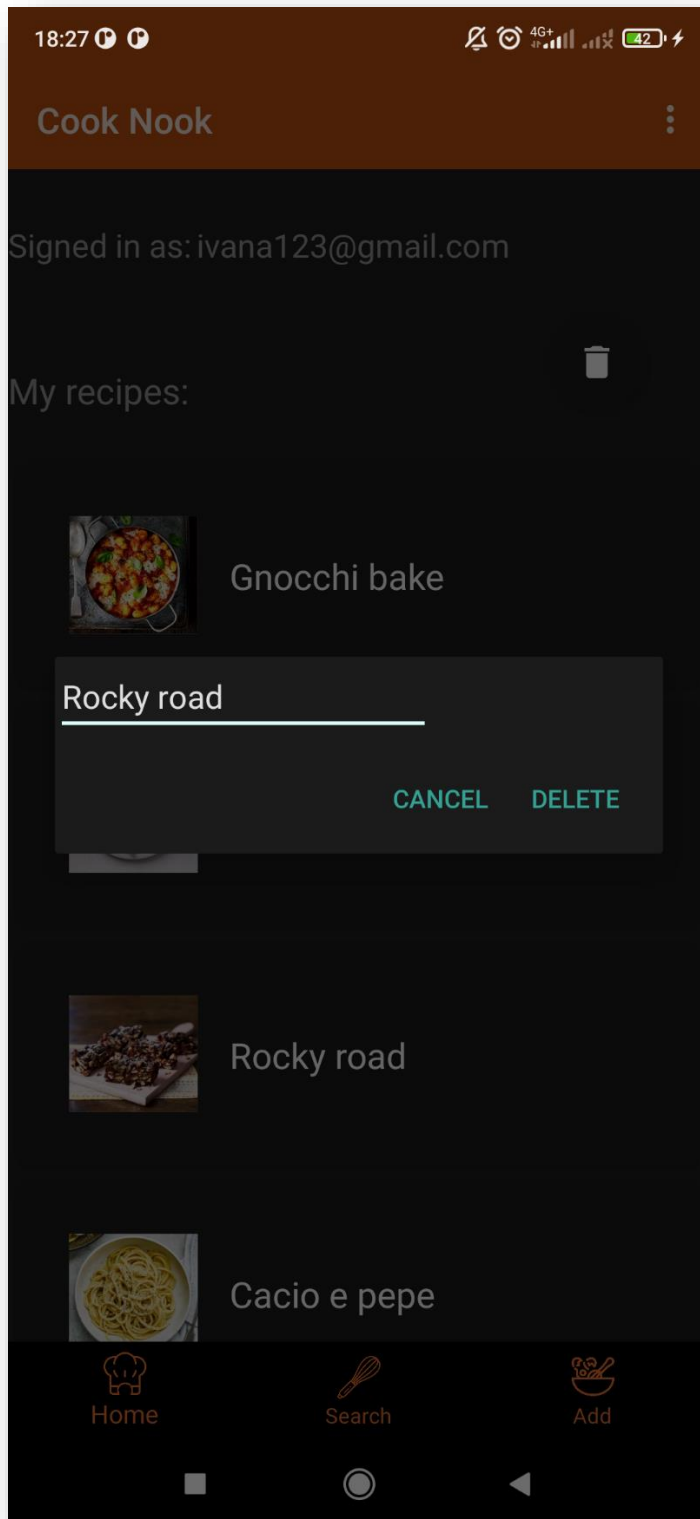 18:27 4G+ 42
Cook Nook
Signed in as: ivana123@gmail.com
My recipes:
Gnocchi bake
Rocky road
CANCEL DELETE
Rocky road
Cacio e pepe
Home Search Add